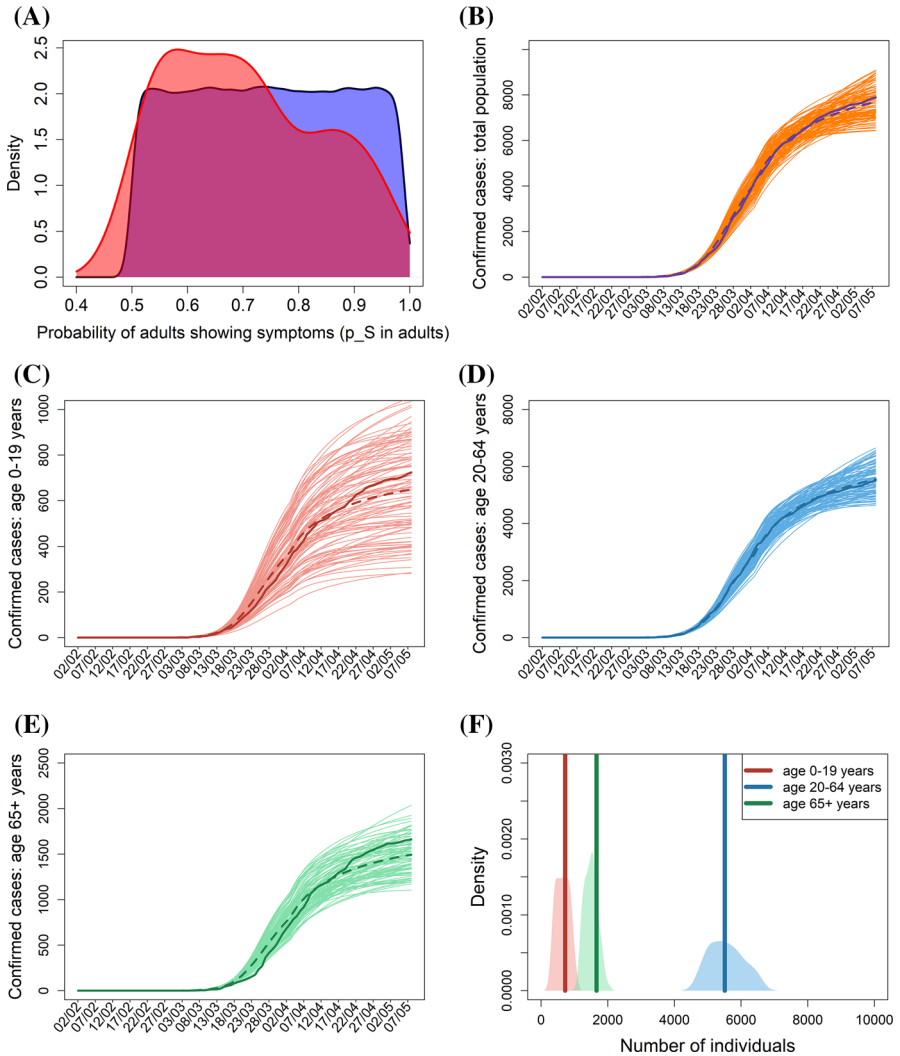 (A)
Density
0.0 0.5 1.0 1.5 2.0 2.5
0.4 0.5 0.6 0.7 0.8 0.9 1.0
Probability of adults showing symptoms (p_S in adults)
(B)
Confirmed cases: total population
0 2000 4000 6000 8000
02/02 07/02 12/02 17/02 22/02 27/02 03/03 08/03 13/03 18/03 23/03 28/03 02/04 07/04 12/04 17/04 22/04 27/04 02/05 07/05
(C)
Confirmed cases: age 0-19 years
0 200 400 600 800 1000
02/02 07/02 12/02 17/02 22/02 27/02 03/03 08/03 13/03 18/03 23/03 28/03 02/04 07/04 12/04 17/04 22/04 27/04 02/05 07/05
(D)
Confirmed cases: age 20-64 years
0 2000 4000 6000 8000
02/02 07/02 12/02 17/02 22/02 27/02 03/03 08/03 13/03 18/03 23/03 28/03 02/04 07/04 12/04 17/04 22/04 27/04 02/05 07/05
(E)
Confirmed cases: age 65+ years
0 500 1000 1500 2000 2500
02/02 07/02 12/02 17/02 22/02 27/02 03/03 08/03 13/03 18/03 23/03 28/03 02/04 07/04 12/04 17/04 22/04 27/04 02/05 07/05
(F)
Density
0.0000 0.0010 0.0020 0.0030
age 0-19 years
age 20-64 years
age 65+ years
0 2000 4000 6000 8000 10000
Number of individuals